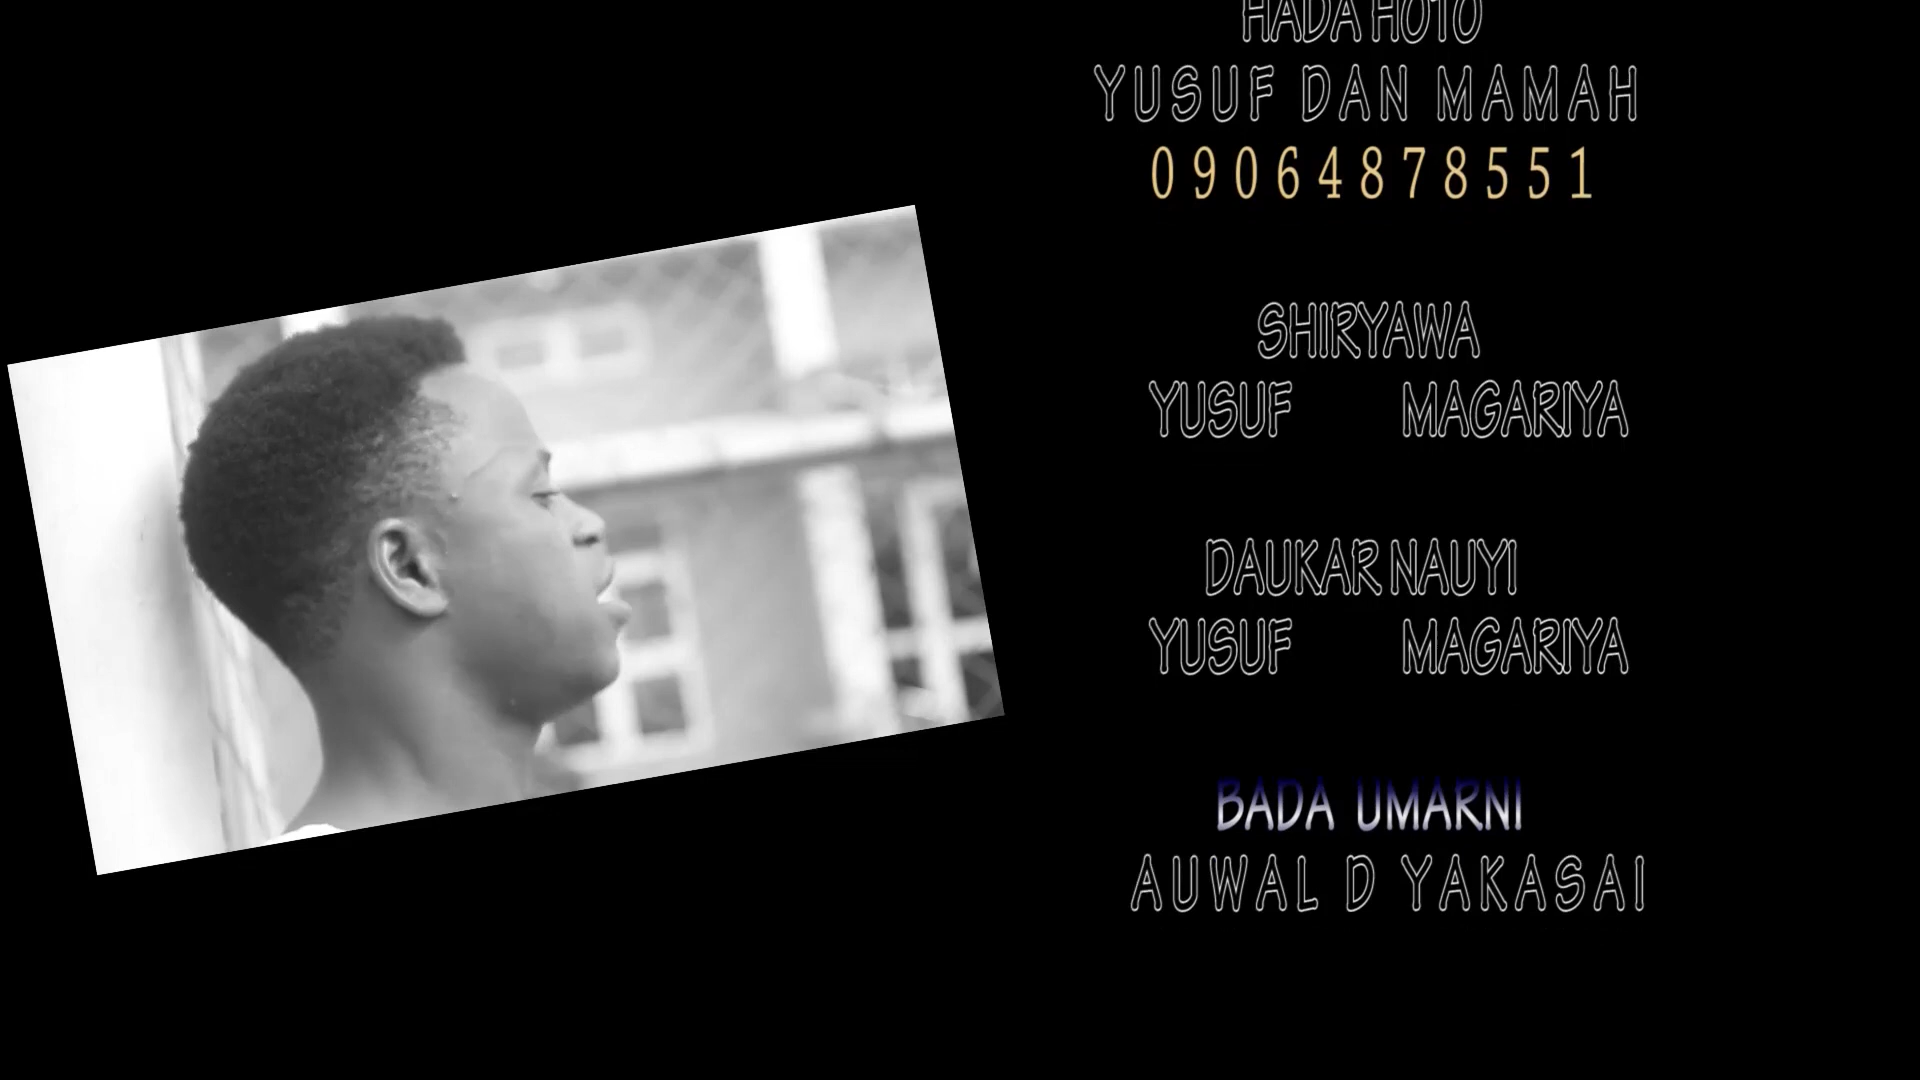 HADA HOTO
YUSUF DAN MAMAH
09064878551
SHIRYAWA
YUSUF MAGARIYA
DAUKAR NAUYI
YUSUF MAGARIYA
BADA UMARNI
AUWAL D YAKASAI